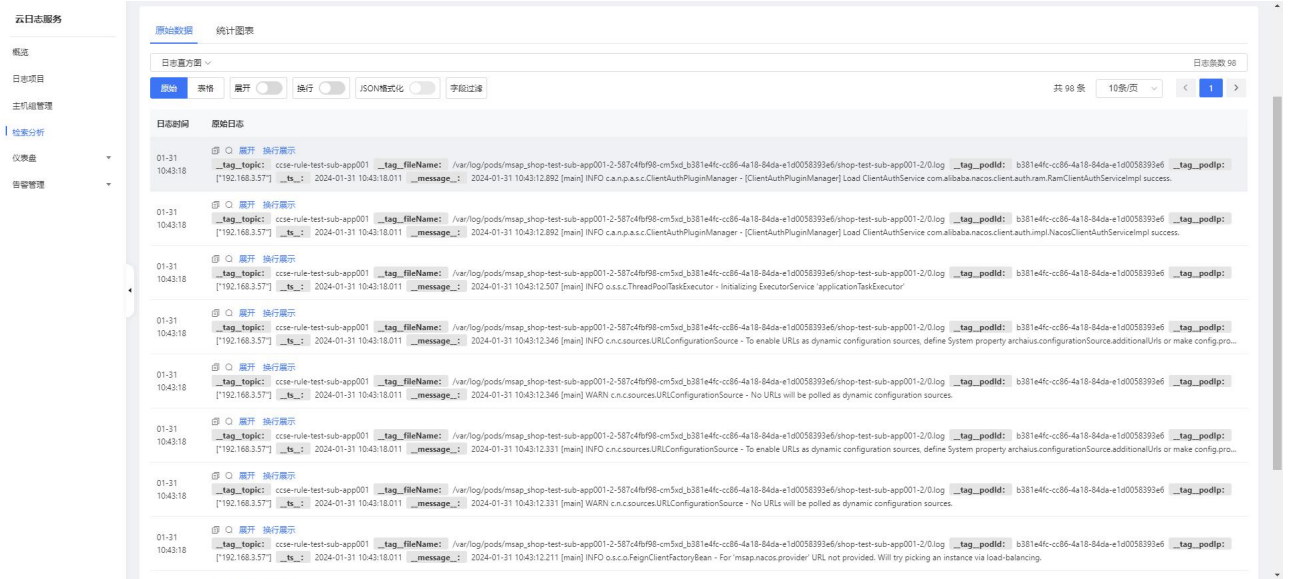 云日志服务
概览
日志项目
主机组管理
检索分析
仪表盘
告警管理
原始数据 统计图表
日志直方图 日志条数 98
原始 表格 展开 换行 JSON格式化 字段过滤 共 98 条 10条/页 1
日志时间 原始日志
01-31 10:43:18
展开 换行展示
__tag__topic: ccse-rule-test-sub-app001 __tag__fileName: /var/log/pods/msap_shop-test-sub-app001-2-587c4fbf98-cm5xd_b381e4fc-cc86-4a18-84da-e1d0058393e6/shop-test-sub-app001-2/0.log __tag__podId: b381e4fc-cc86-4a18-84da-e1d0058393e6 __tag__podIp:
["192.168.3.57"] __ts__: 2024-01-31 10:43:18.011 __message__: 2024-01-31 10:43:12.892 [main] INFO c.a.n.p.a.s.c.ClientAuthPluginManager - [ClientAuthPluginManager] Load ClientAuthService com.alibaba.nacos.client.auth.ram.RamClientAuthServiceImpl success.
01-31 10:43:18
展开 换行展示
__tag__topic: ccse-rule-test-sub-app001 __tag__fileName: /var/log/pods/msap_shop-test-sub-app001-2-587c4fbf98-cm5xd_b381e4fc-cc86-4a18-84da-e1d0058393e6/shop-test-sub-app001-2/0.log __tag__podId: b381e4fc-cc86-4a18-84da-e1d0058393e6 __tag__podIp:
["192.168.3.57"] __ts__: 2024-01-31 10:43:18.011 __message__: 2024-01-31 10:43:12.892 [main] INFO c.a.n.p.a.s.c.ClientAuthPluginManager - [ClientAuthPluginManager] Load ClientAuthService com.alibaba.nacos.client.auth.impl.NacosClientAuthServiceImpl success.
01-31 10:43:18
展开 换行展示
__tag__topic: ccse-rule-test-sub-app001 __tag__fileName: /var/log/pods/msap_shop-test-sub-app001-2-587c4fbf98-cm5xd_b381e4fc-cc86-4a18-84da-e1d0058393e6/shop-test-sub-app001-2/0.log __tag__podId: b381e4fc-cc86-4a18-84da-e1d0058393e6 __tag__podIp:
["192.168.3.57"] __ts__: 2024-01-31 10:43:18.011 __message__: 2024-01-31 10:43:12.507 [main] INFO o.s.s.c.ThreadPoolTaskExecutor - Initializing ExecutorService 'applicationTaskExecutor'
01-31 10:43:18
展开 换行展示
__tag__topic: ccse-rule-test-sub-app001 __tag__fileName: /var/log/pods/msap_shop-test-sub-app001-2-587c4fbf98-cm5xd_b381e4fc-cc86-4a18-84da-e1d0058393e6/shop-test-sub-app001-2/0.log __tag__podId: b381e4fc-cc86-4a18-84da-e1d0058393e6 __tag__podIp:
["192.168.3.57"] __ts__: 2024-01-31 10:43:18.011 __message__: 2024-01-31 10:43:12.346 [main] INFO c.n.c.sources.URLConfigurationSource - To enable URLs as dynamic configuration sources, define System property archaius.configurationSource.additionalUrls or make config.pro...
01-31 10:43:18
展开 换行展示
__tag__topic: ccse-rule-test-sub-app001 __tag__fileName: /var/log/pods/msap_shop-test-sub-app001-2-587c4fbf98-cm5xd_b381e4fc-cc86-4a18-84da-e1d0058393e6/shop-test-sub-app001-2/0.log __tag__podId: b381e4fc-cc86-4a18-84da-e1d0058393e6 __tag__podIp:
["192.168.3.57"] __ts__: 2024-01-31 10:43:18.011 __message__: 2024-01-31 10:43:12.346 [main] WARN c.n.c.sources.URLConfigurationSource - No URLs will be polled as dynamic configuration sources.
01-31 10:43:18
展开 换行展示
__tag__topic: ccse-rule-test-sub-app001 __tag__fileName: /var/log/pods/msap_shop-test-sub-app001-2-587c4fbf98-cm5xd_b381e4fc-cc86-4a18-84da-e1d0058393e6/shop-test-sub-app001-2/0.log __tag__podId: b381e4fc-cc86-4a18-84da-e1d0058393e6 __tag__podIp:
["192.168.3.57"] __ts__: 2024-01-31 10:43:18.011 __message__: 2024-01-31 10:43:12.331 [main] INFO c.n.c.sources.URLConfigurationSource - To enable URLs as dynamic configuration sources, define System property archaius.configurationSource.additionalUrls or make config.pro...
01-31 10:43:18
展开 换行展示
__tag__topic: ccse-rule-test-sub-app001 __tag__fileName: /var/log/pods/msap_shop-test-sub-app001-2-587c4fbf98-cm5xd_b381e4fc-cc86-4a18-84da-e1d0058393e6/shop-test-sub-app001-2/0.log __tag__podId: b381e4fc-cc86-4a18-84da-e1d0058393e6 __tag__podIp:
["192.168.3.57"] __ts__: 2024-01-31 10:43:18.011 __message__: 2024-01-31 10:43:12.331 [main] WARN c.n.c.sources.URLConfigurationSource - No URLs will be polled as dynamic configuration sources.
01-31 10:43:18
展开 换行展示
__tag__topic: ccse-rule-test-sub-app001 __tag__fileName: /var/log/pods/msap_shop-test-sub-app001-2-587c4fbf98-cm5xd_b381e4fc-cc86-4a18-84da-e1d0058393e6/shop-test-sub-app001-2/0.log __tag__podId: b381e4fc-cc86-4a18-84da-e1d0058393e6 __tag__podIp:
["192.168.3.57"] __ts__: 2024-01-31 10:43:18.011 __message__: 2024-01-31 10:43:12.211 [main] INFO o.s.c.o.FeignClientFactoryBean - For 'msap.nacos.provider' URL not provided. Will try picking an instance via load-balancing.